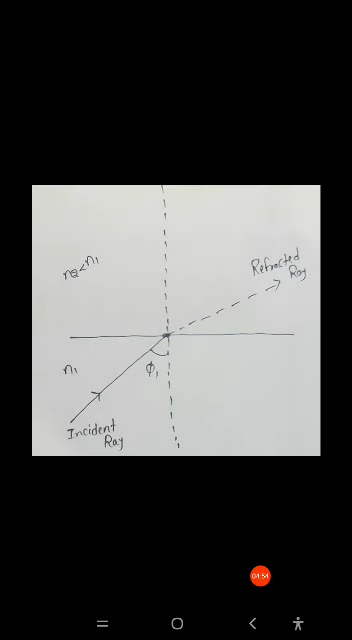 n2<n1
Refracted
Ray
n1
ϕ1
Incident
Ray
04:54